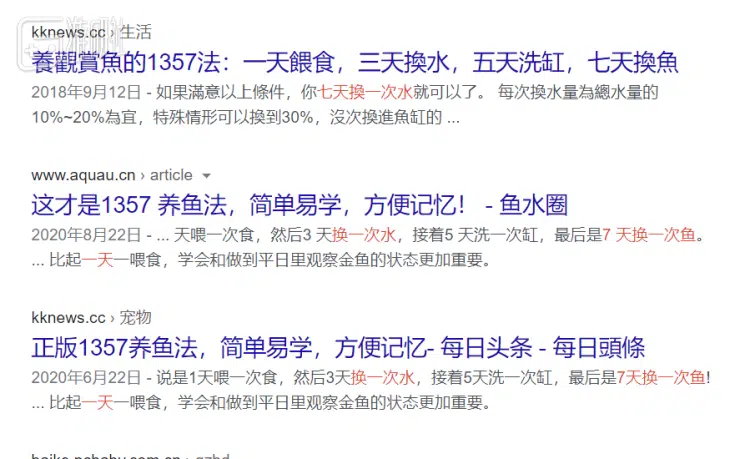 kknews.cc › 生活
養觀賞魚的1357法：一天餵食，三天換水，五天洗缸，七天換魚
2018年9月12日 - 如果滿意以上條件，你七天換一次水就可以了。 每次換水量為總水量的
10%~20%為宜，特殊情形可以換到30%，沒次換進魚缸的 ...
www.aquau.cn › article
这才是1357 养鱼法，简单易学，方便记忆！ - 鱼水圈
2020年8月22日 - ... 天喂一次食，然后3 天换一次水，接着5 天洗一次缸，最后是7 天换一次鱼。
... 比起一天一喂食，学会和做到平日里观察金鱼的状态更加重要。
kknews.cc › 宠物
正版1357养鱼法，简单易学，方便记忆- 每日头条 - 每日頭條
2020年6月22日 - 说是1天喂一次食，然后3天换一次水，接着5天洗一次缸，最后是7天换一次鱼!
... 比起一天一喂食，学会和做到平日里观察金鱼的状态更加重要。